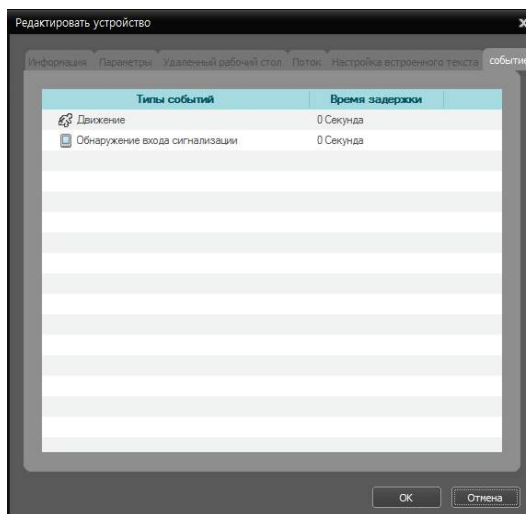 Редактировать устройство
Информация Параметры Удаленный рабочий стол Поток Настройка встроенного текста событие
Типы событий Время задержки
Движение 0 Секунда
Обнаружение входа сигнализации 0 Секунда
OK Отмена